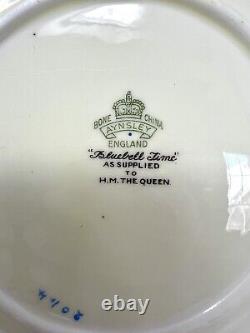 BONE CHINA
AYNSLEY
ENGLAND
"Bluebell Time"
AS SUPPLIED
TO
H.M. THE QUEEN.